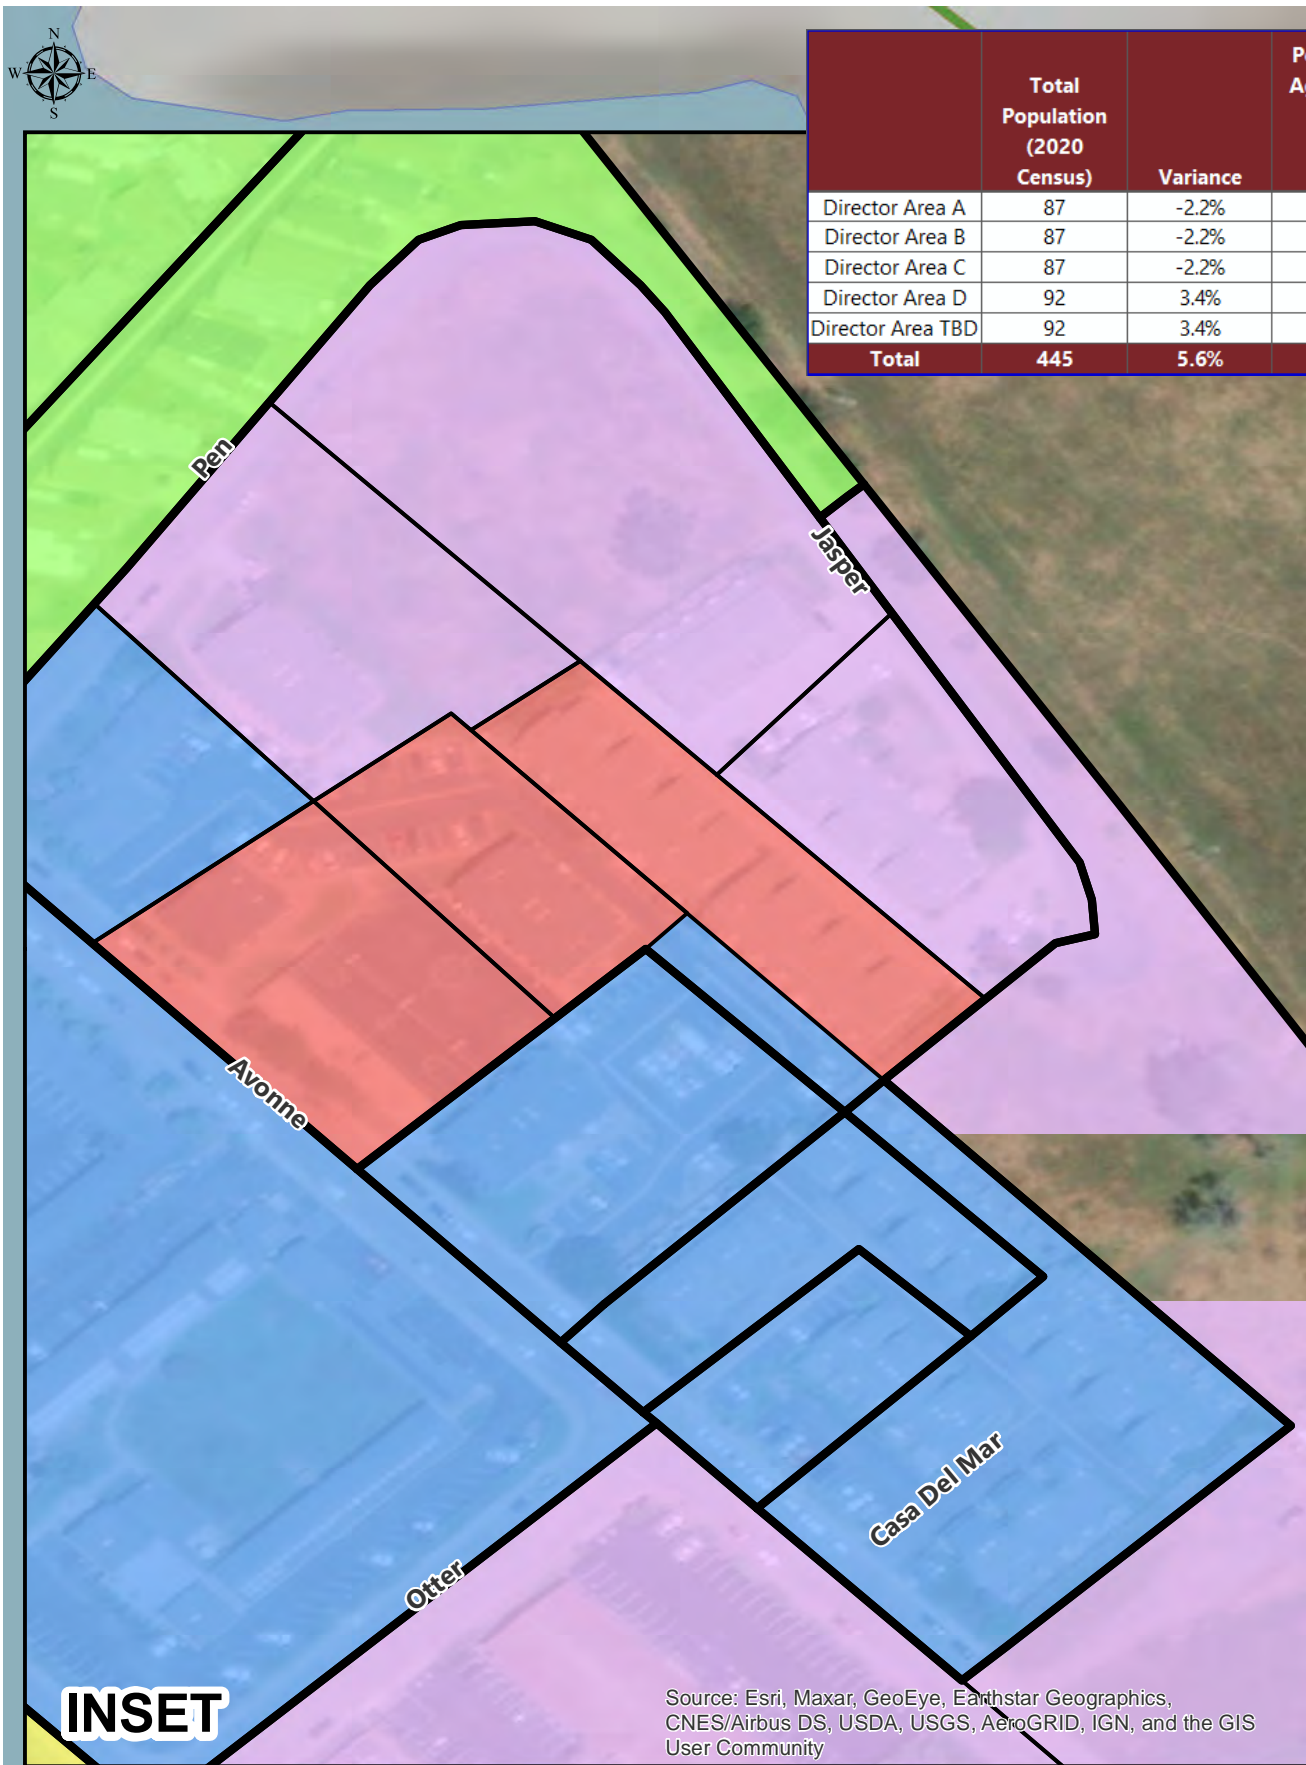 N
W E
S
Total Population (2020 Census) Variance P A
Director Area A 87 -2.2%
Director Area B 87 -2.2%
Director Area C 87 -2.2%
Director Area D 92 3.4%
Director Area TBD 92 3.4%
Total 445 5.6%
Pen
Jasper
Avonne
Casa Del Mar
Otter
INSET
Source: Esri, Maxar, GeoEye, Earthstar Geographics,
CNES/Airbus DS, USDA, USGS, AeroGRID, IGN, and the GIS
User Community